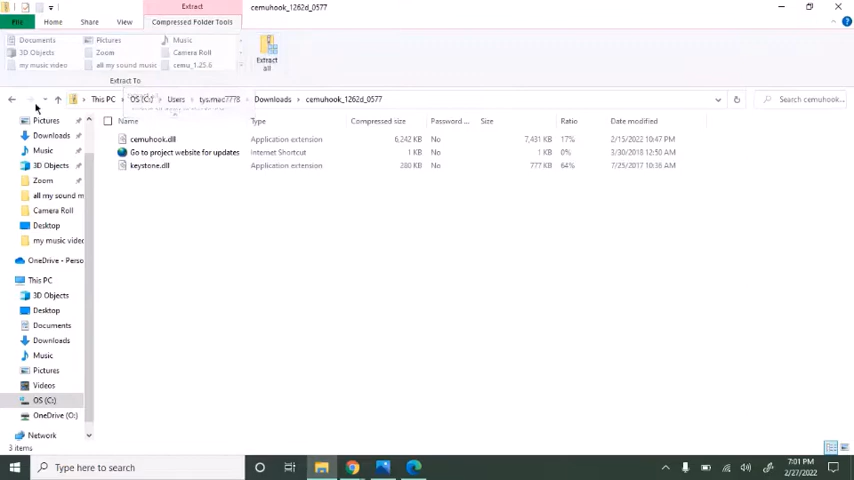 Extract
cemuhook_1262d_0577
File Home Share View Compressed Folder Tools
Documents Pictures Music
3D Objects Zoom Camera Roll
my music video all my sound music cemu_1.25.6
Extract all
Extract To
This PC OS (C:) Users tys.mac7778 Downloads cemuhook_1262d_0577 Search cemuhook...
Name Type Compressed size Password ... Size Ratio Date modified
cemuhook.dll Application extension 6,242 KB No 7,431 KB 17% 2/15/2022 10:47 PM
Go to project website for updates Internet Shortcut 1 KB No 1 KB 0% 3/30/2018 12:50 AM
keystone.dll Application extension 280 KB No 777 KB 64% 7/25/2017 10:36 AM
Pictures
Downloads
Music
3D Objects
Zoom
all my sound m
Camera Roll
Desktop
my music video
OneDrive - Perso
This PC
3D Objects
Desktop
Documents
Downloads
Music
Pictures
Videos
OS (C:)
OneDrive (O:)
Network
3 items
Type here to search
7:01 PM
2/27/2022